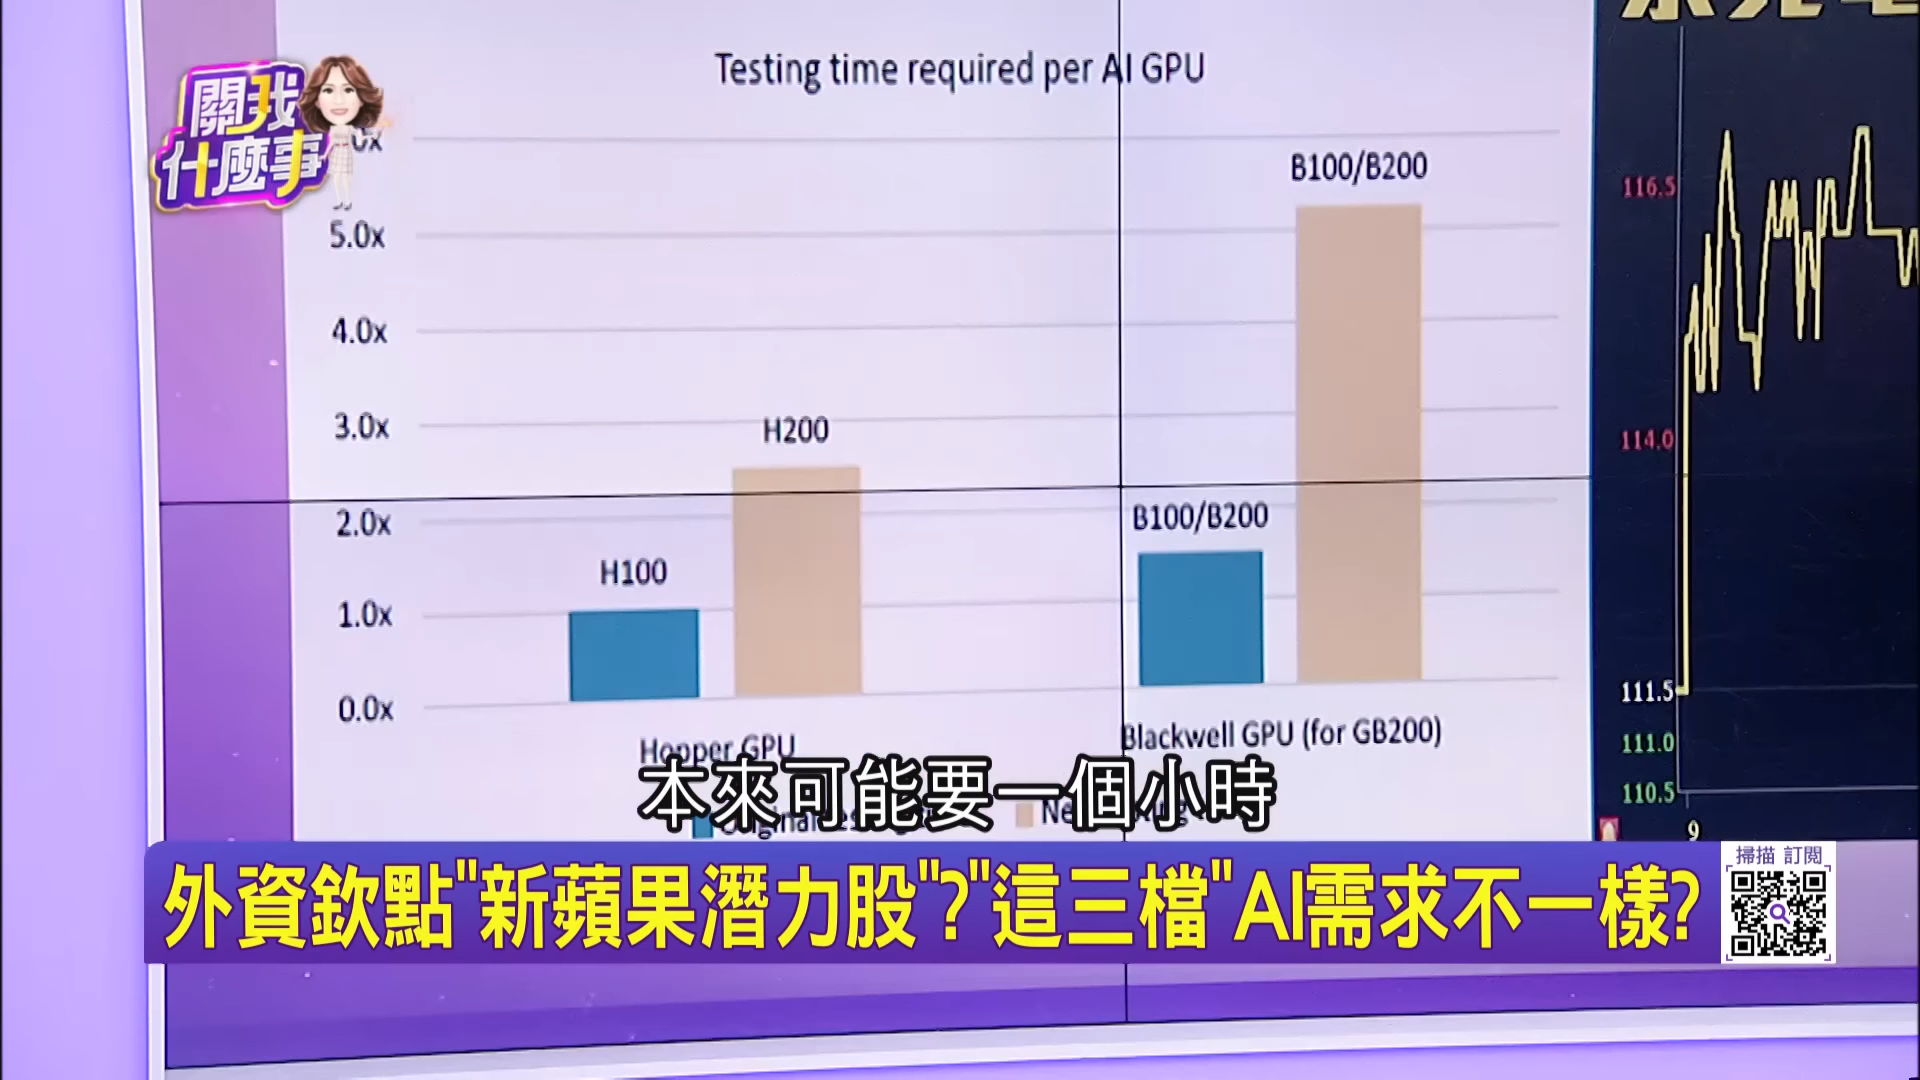 關我
什麼事
Testing time required per AI GPU
5.0x
4.0x
3.0x
2.0x
1.0x
0.0x
H100
H200
B100/B200
B100/B200
Hopper GPU
Blackwell GPU (for GB200)
116.5
114.0
111.5
111.0
110.5
9
本來可能要一個小時
外資欽點"新蘋果潛力股"?"這三檔"AI需求不一樣?
掃描 訂閱